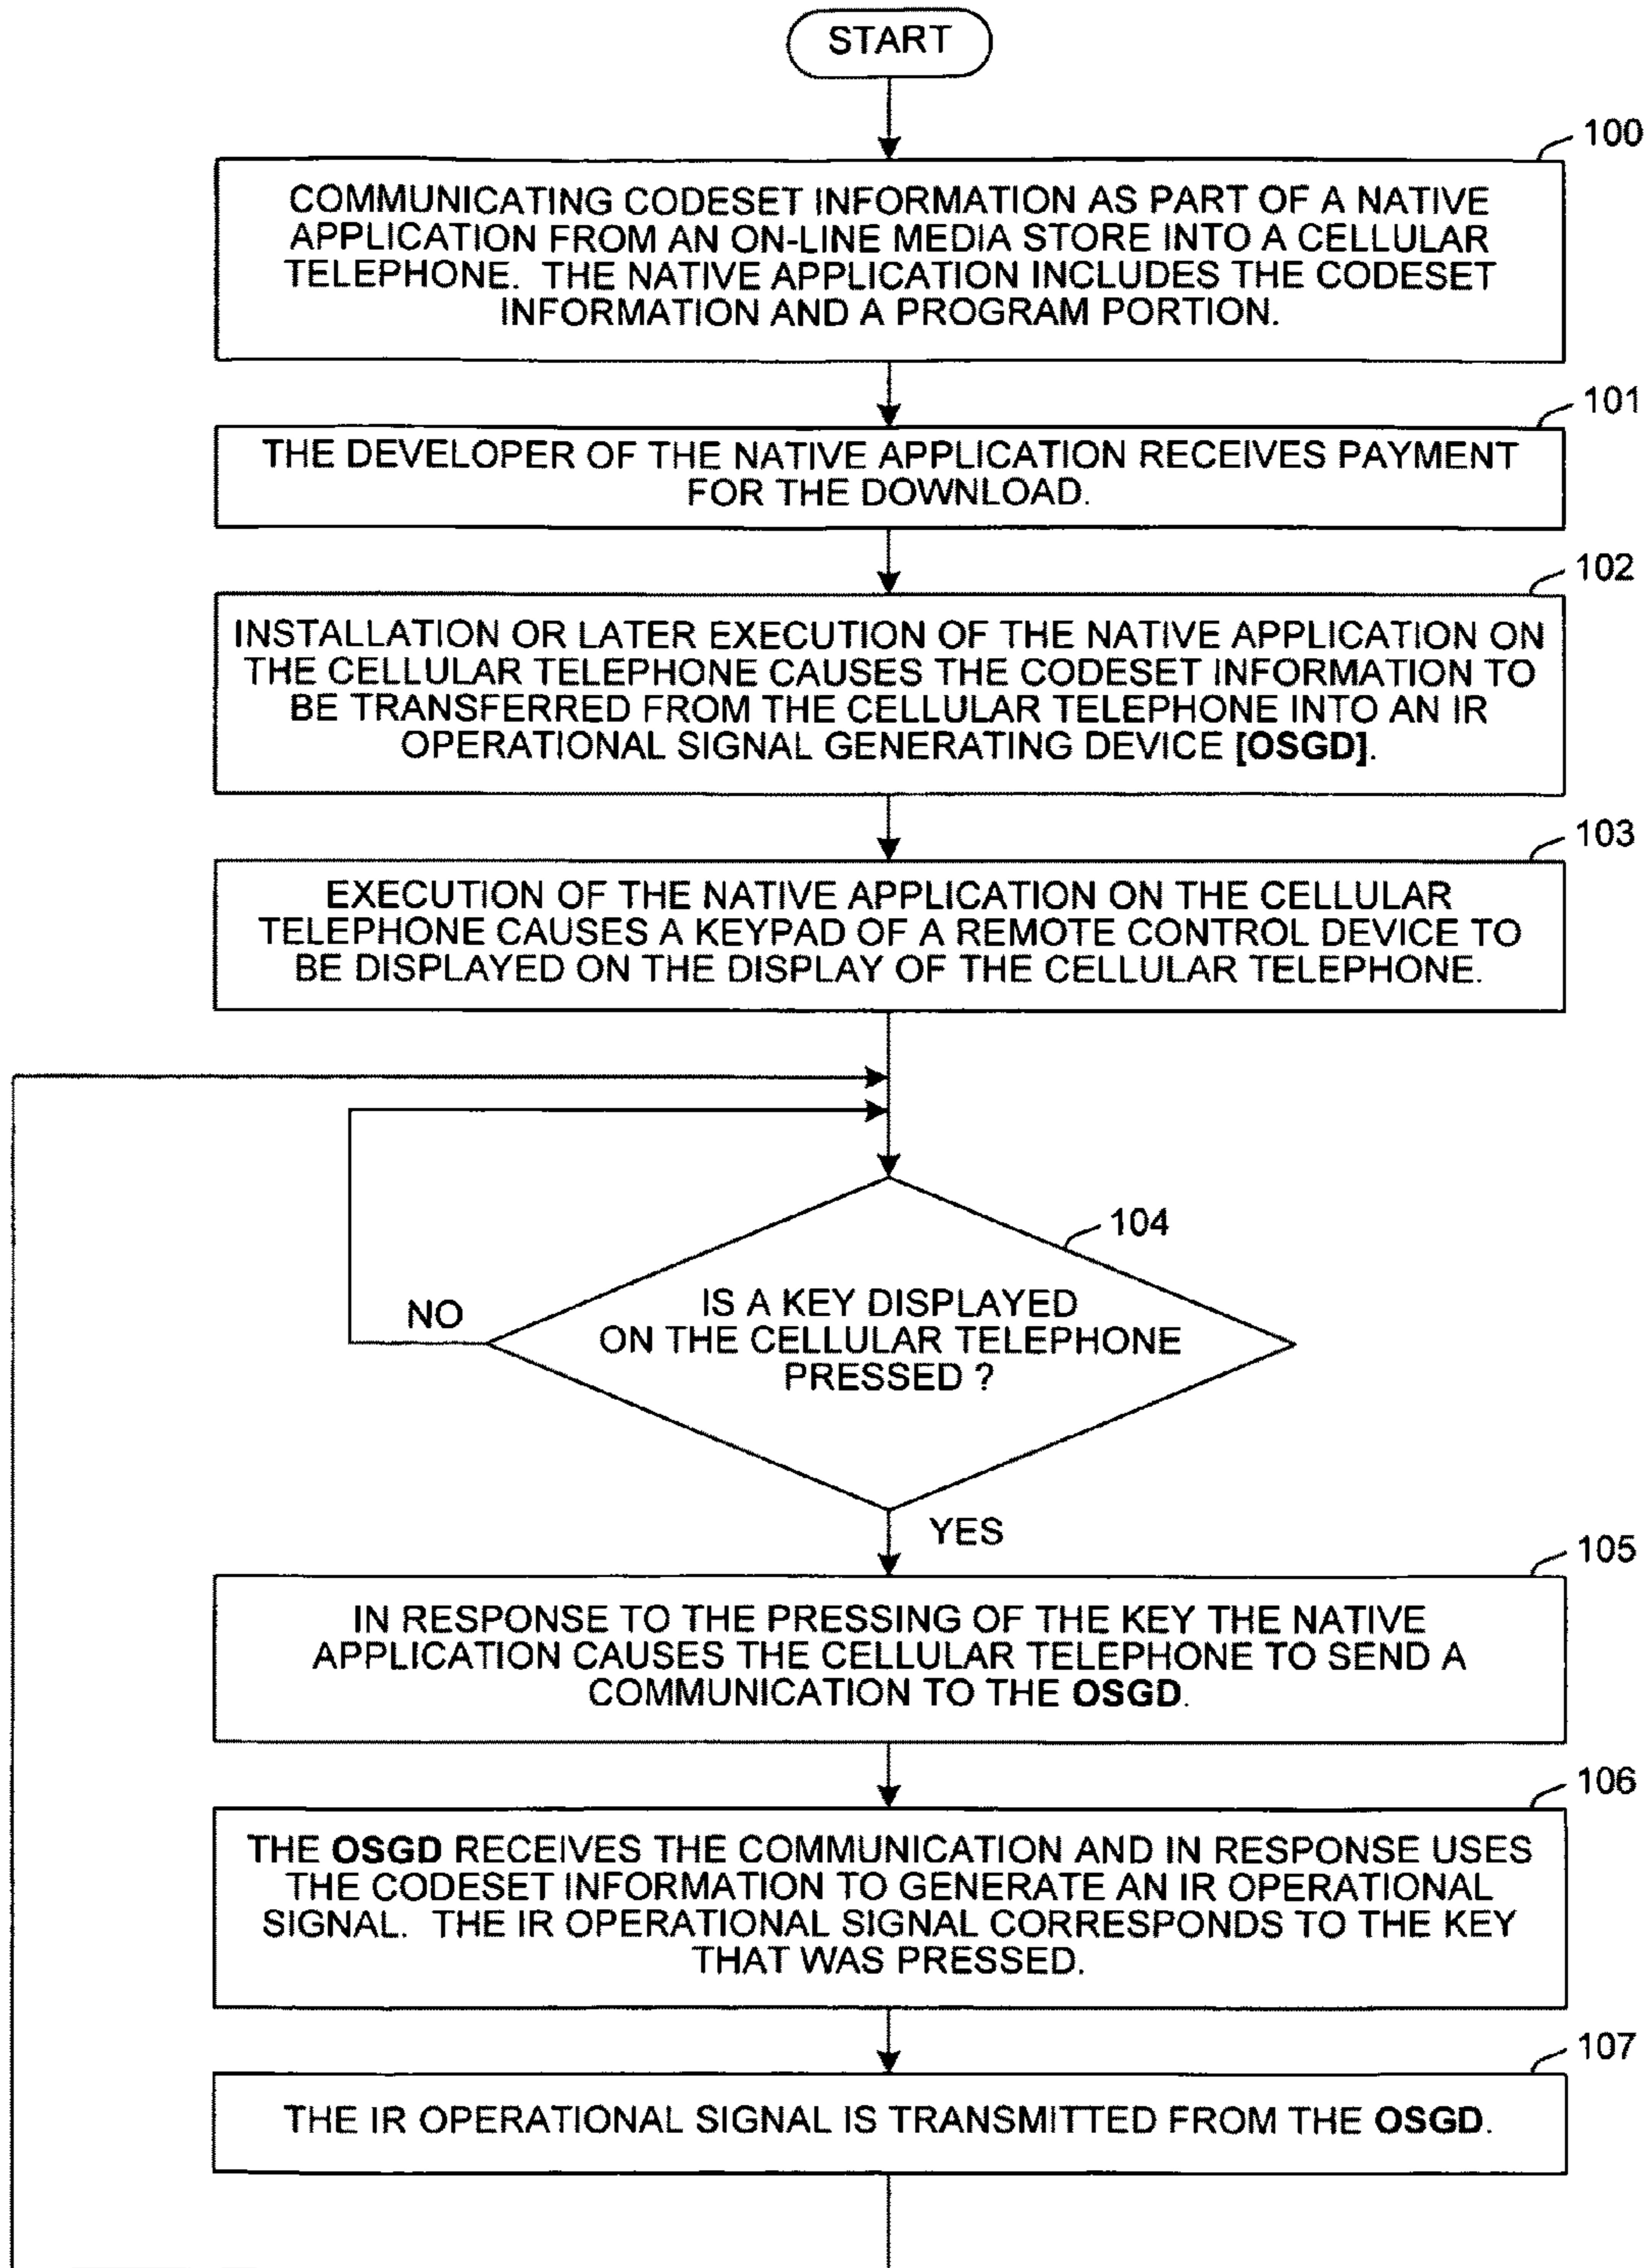 START
100
COMMUNICATING CODESET INFORMATION AS PART OF A NATIVE
APPLICATION FROM AN ON-LINE MEDIA STORE INTO A CELLULAR
TELEPHONE. THE NATIVE APPLICATION INCLUDES THE CODESET
INFORMATION AND A PROGRAM PORTION.
101
THE DEVELOPER OF THE NATIVE APPLICATION RECEIVES PAYMENT
FOR THE DOWNLOAD.
102
INSTALLATION OR LATER EXECUTION OF THE NATIVE APPLICATION ON
THE CELLULAR TELEPHONE CAUSES THE CODESET INFORMATION TO
BE TRANSFERRED FROM THE CELLULAR TELEPHONE INTO AN IR
OPERATIONAL SIGNAL GENERATING DEVICE [OSGD].
103
EXECUTION OF THE NATIVE APPLICATION ON THE CELLULAR
TELEPHONE CAUSES A KEYPAD OF A REMOTE CONTROL DEVICE TO
BE DISPLAYED ON THE DISPLAY OF THE CELLULAR TELEPHONE.
104
IS A KEY DISPLAYED
ON THE CELLULAR TELEPHONE
PRESSED ?
NO
YES
105
IN RESPONSE TO THE PRESSING OF THE KEY THE NATIVE
APPLICATION CAUSES THE CELLULAR TELEPHONE TO SEND A
COMMUNICATION TO THE OSGD.
106
THE OSGD RECEIVES THE COMMUNICATION AND IN RESPONSE USES
THE CODESET INFORMATION TO GENERATE AN IR OPERATIONAL
SIGNAL. THE IR OPERATIONAL SIGNAL CORRESPONDS TO THE KEY
THAT WAS PRESSED.
107
THE IR OPERATIONAL SIGNAL IS TRANSMITTED FROM THE OSGD.